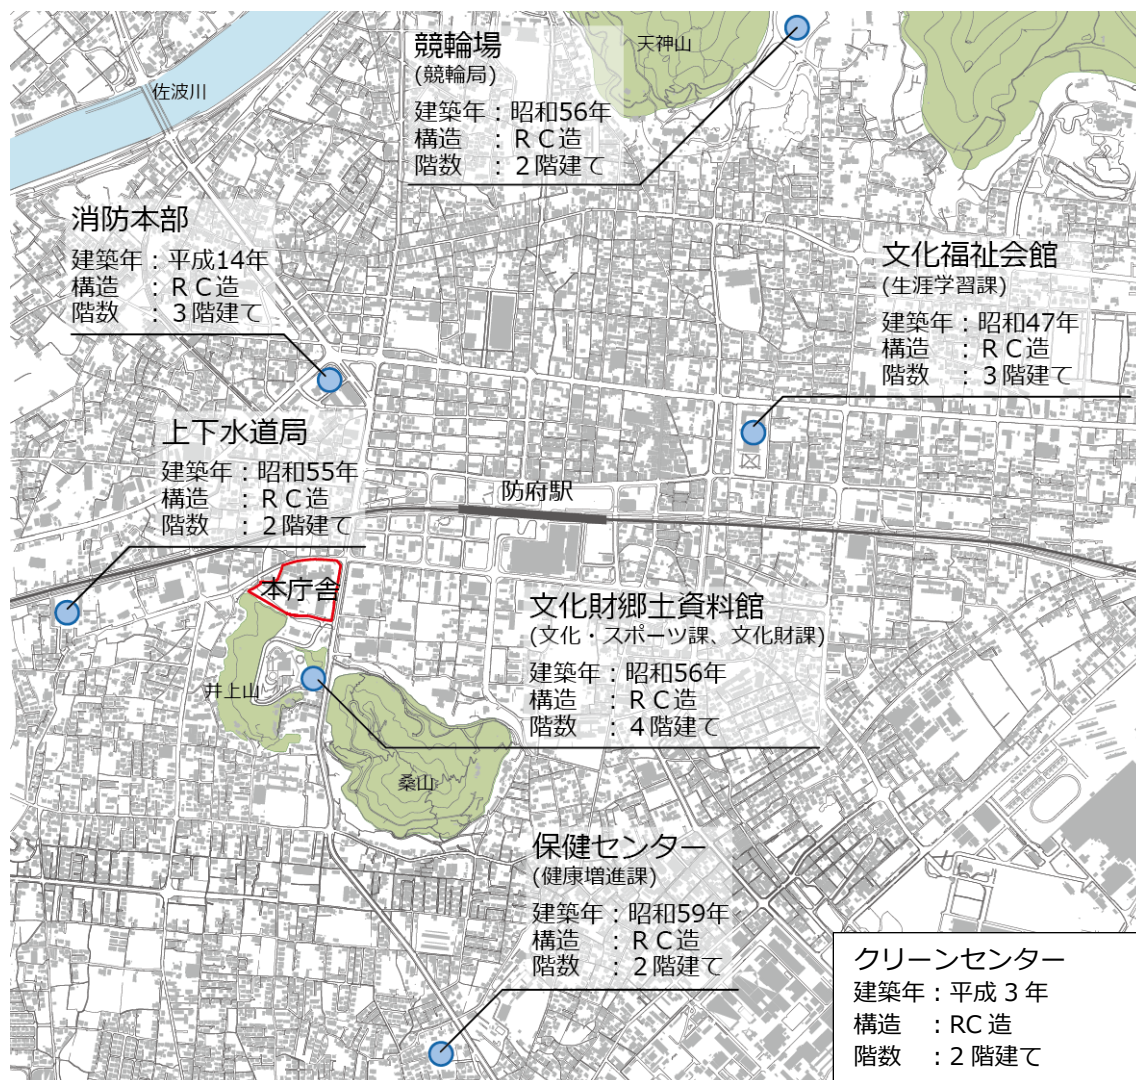 競輪場
(競輪局)
建築年：昭和56年
構造　：ＲＣ造
階数　：２階建て
天神山
佐波川
消防本部
建築年：平成14年
構造　：ＲＣ造
階数　：３階建て
文化福祉会館
(生涯学習課)
建築年：昭和47年
構造　：ＲＣ造
階数　：３階建て
上下水道局
建築年：昭和55年
構造　：ＲＣ造
階数　：２階建て
防府駅
本庁舎
文化財郷土資料館
(文化・スポーツ課、文化財課)
建築年：昭和56年
構造　：ＲＣ造
階数　：４階建て
井上山
桑山
保健センター
(健康増進課)
建築年：昭和59年
構造　：ＲＣ造
階数　：２階建て
クリーンセンター
建築年：平成３年
構造　：RC造
階数　：２階建て